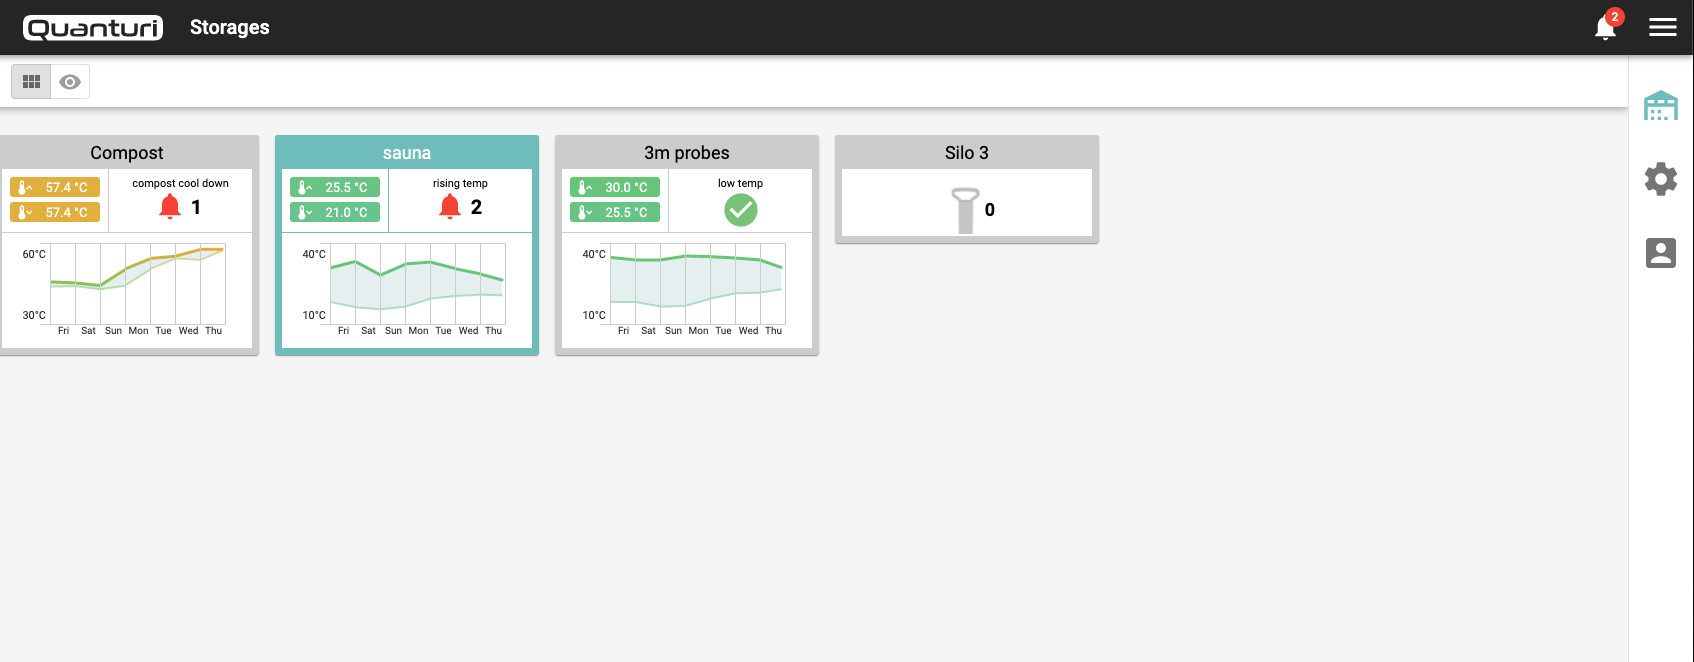 Quanturi
Storages
2
Compost
57.4 °C
57.4 °C
compost cool down
1
60°C
30°C
Fri Sat Sun Mon Tue Wed Thu
sauna
25.5 °C
21.0 °C
rising temp
2
40°C
10°C
Fri Sat Sun Mon Tue Wed Thu
3m probes
30.0 °C
25.5 °C
low temp
40°C
10°C
Fri Sat Sun Mon Tue Wed Thu
Silo 3
0